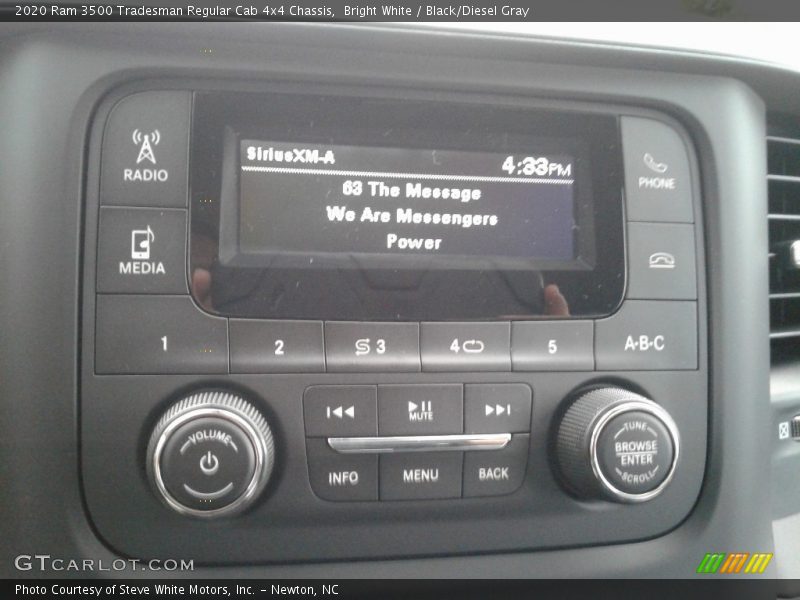 2020 Ram 3500 Tradesman Regular Cab 4x4 Chassis, Bright White / Black/Diesel Gray
SiriusXM-A 4:33PM
63 The Message
We Are Messengers
Power
RADIO
MEDIA
PHONE
1 2 3 4 5 A-B-C
VOLUME
MUTE
INFO MENU BACK
TUNE
BROWSE
ENTER
SCROLL
GTCARLOT.COM
Photo Courtesy of Steve White Motors, Inc. - Newton, NC